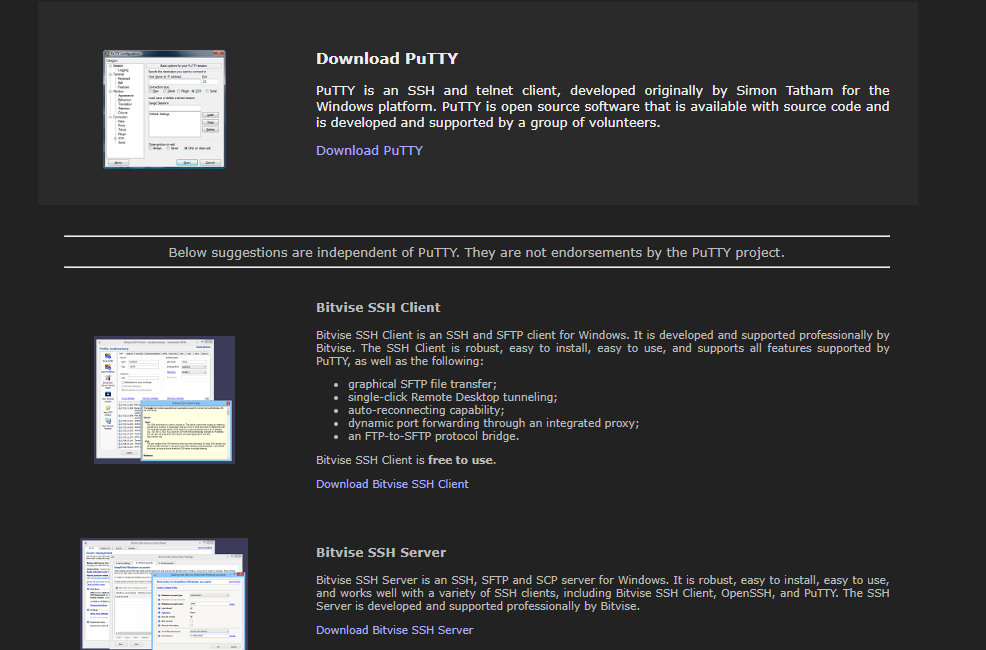 Download PuTTY
PuTTY is an SSH and telnet client, developed originally by Simon Tatham for the
Windows platform. PuTTY is open source software that is available with source code and
is developed and supported by a group of volunteers.
Download PuTTY
Below suggestions are independent of PuTTY. They are not endorsements by the PuTTY project.
Bitvise SSH Client
Bitvise SSH Client is an SSH and SFTP client for Windows. It is developed and supported professionally by
Bitvise. The SSH Client is robust, easy to install, easy to use, and supports all features supported by
PuTTY, as well as the following:
• graphical SFTP file transfer;
• single-click Remote Desktop tunneling;
• auto-reconnecting capability;
• dynamic port forwarding through an integrated proxy;
• an FTP-to-SFTP protocol bridge.
Bitvise SSH Client is free to use.
Download Bitvise SSH Client
Bitvise SSH Server
Bitvise SSH Server is an SSH, SFTP and SCP server for Windows. It is robust, easy to install, easy to use,
and works well with a variety of SSH clients, including Bitvise SSH Client, OpenSSH, and PuTTY. The SSH
Server is developed and supported professionally by Bitvise.
Download Bitvise SSH Server